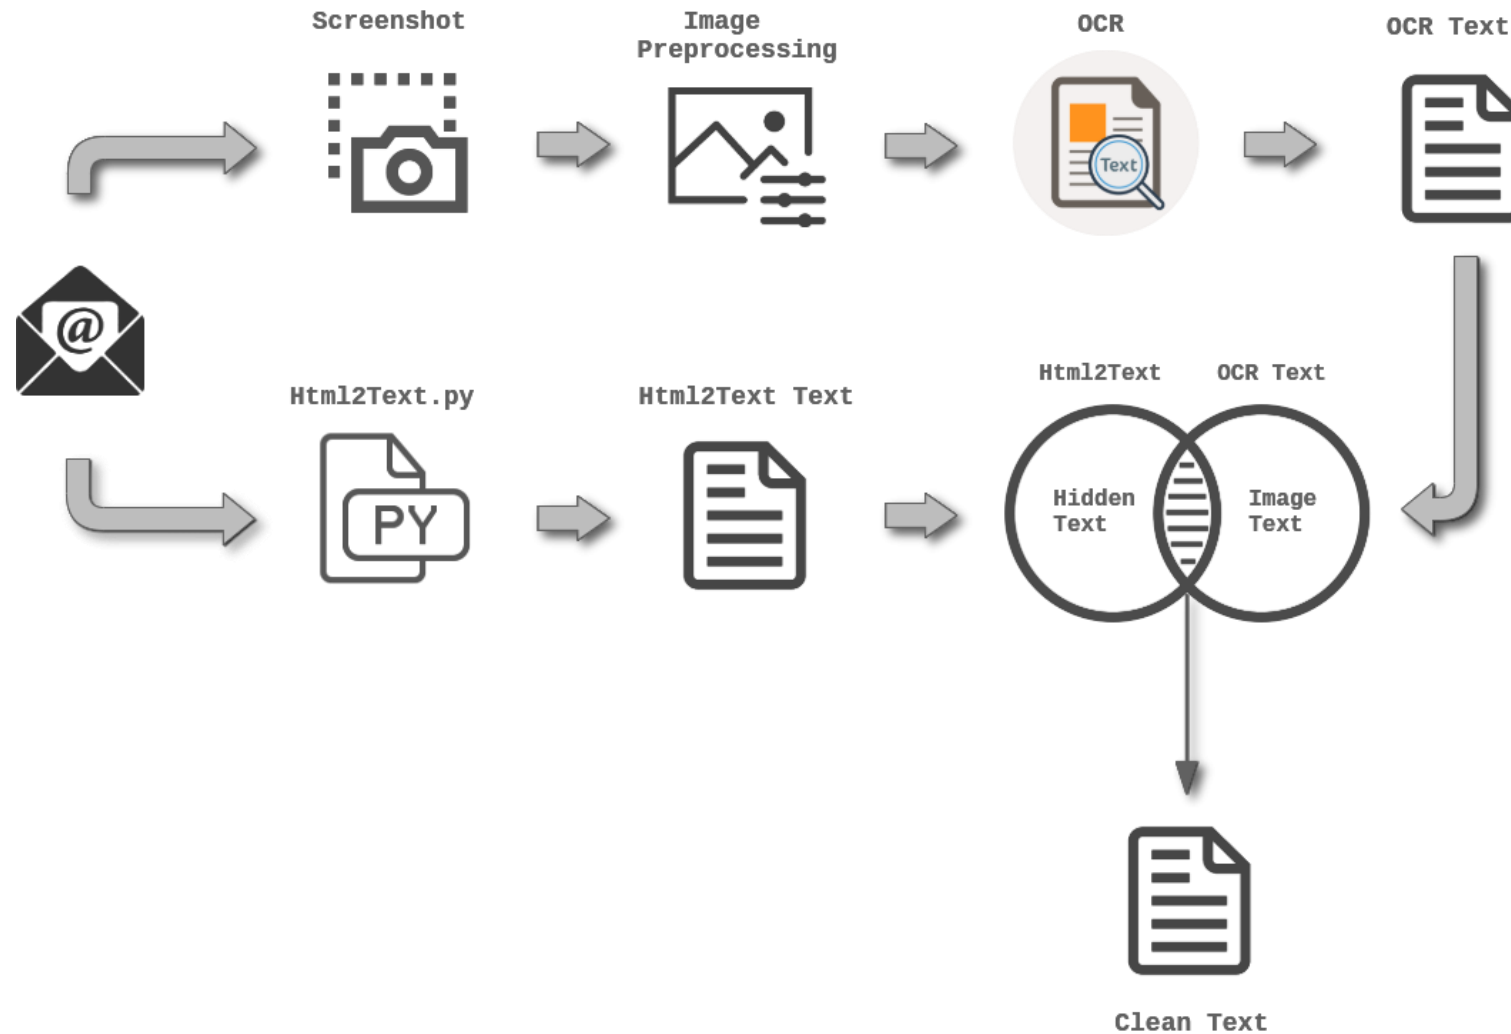 Screenshot
Image
Preprocessing
OCR
OCR Text
Text
@
Html2Text.py
Html2Text Text
Html2Text
OCR Text
PY
Hidden
Text
Image
Text
Clean Text